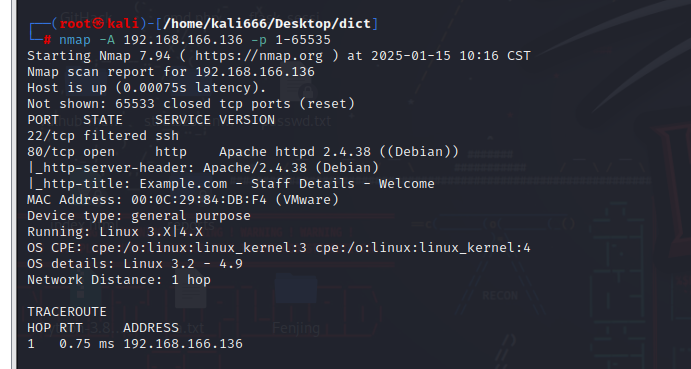 ┌──(root㉿kali)-[/home/kali666/Desktop/dict]
└─# nmap -A 192.168.166.136 -p 1-65535
Starting Nmap 7.94 ( https://nmap.org ) at 2025-01-15 10:16 CST
Nmap scan report for 192.168.166.136
Host is up (0.00075s latency).
Not shown: 65533 closed tcp ports (reset)
PORT   STATE    SERVICE VERSION
22/tcp filtered ssh
80/tcp open     http    Apache httpd 2.4.38 ((Debian))
|_http-server-header: Apache/2.4.38 (Debian)
|_http-title: Example.com - Staff Details - Welcome
MAC Address: 00:0C:29:84:DB:F4 (VMware)
Device type: general purpose
Running: Linux 3.X|4.X
OS CPE: cpe:/o:linux:linux_kernel:3 cpe:/o:linux:linux_kernel:4
OS details: Linux 3.2 - 4.9
Network Distance: 1 hop
TRACEROUTE
HOP RTT     ADDRESS
1   0.75 ms 192.168.166.136
RECON
Fenjing